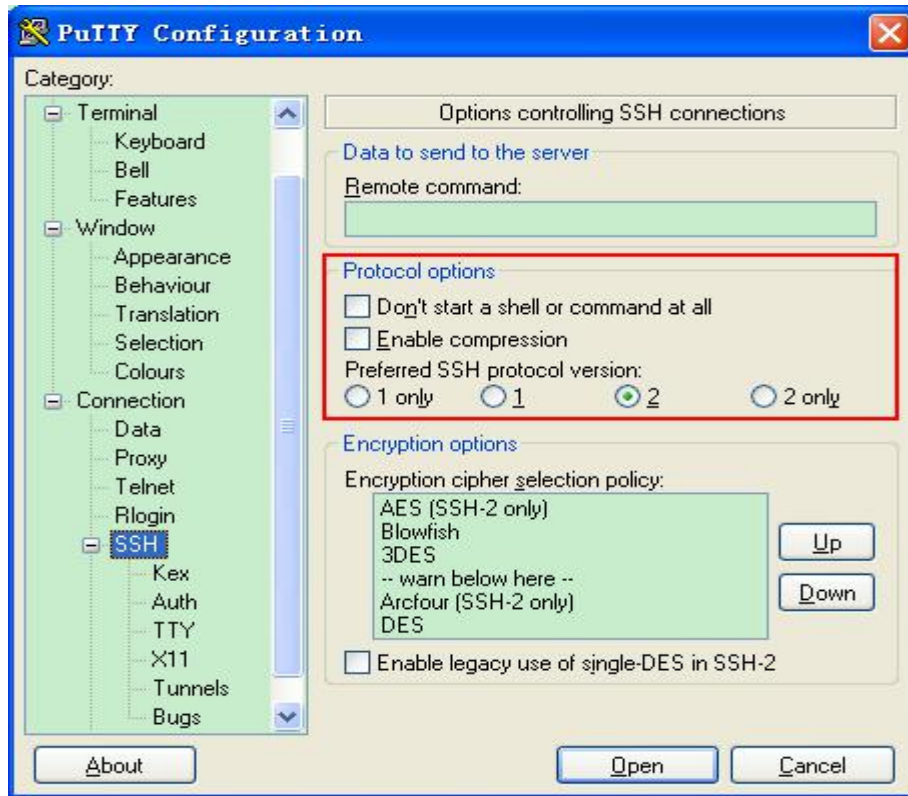 PuTTY Configuration
Category:
Terminal
Keyboard
Bell
Features
Window
Appearance
Behaviour
Translation
Selection
Colours
Connection
Data
Proxy
Telnet
Rlogin
SSH
Kex
Auth
TTY
X11
Tunnels
Bugs
Options controlling SSH connections
Data to send to the server
Remote command:
Protocol options
Don't start a shell or command at all
Enable compression
Preferred SSH protocol version:
1 only 1 2 2 only
Encryption options
Encryption cipher selection policy:
AES (SSH-2 only)
Blowfish
3DES
-- warn below here --
Arcfour (SSH-2 only)
DES
Up
Down
Enable legacy use of single-DES in SSH-2
About Open Cancel